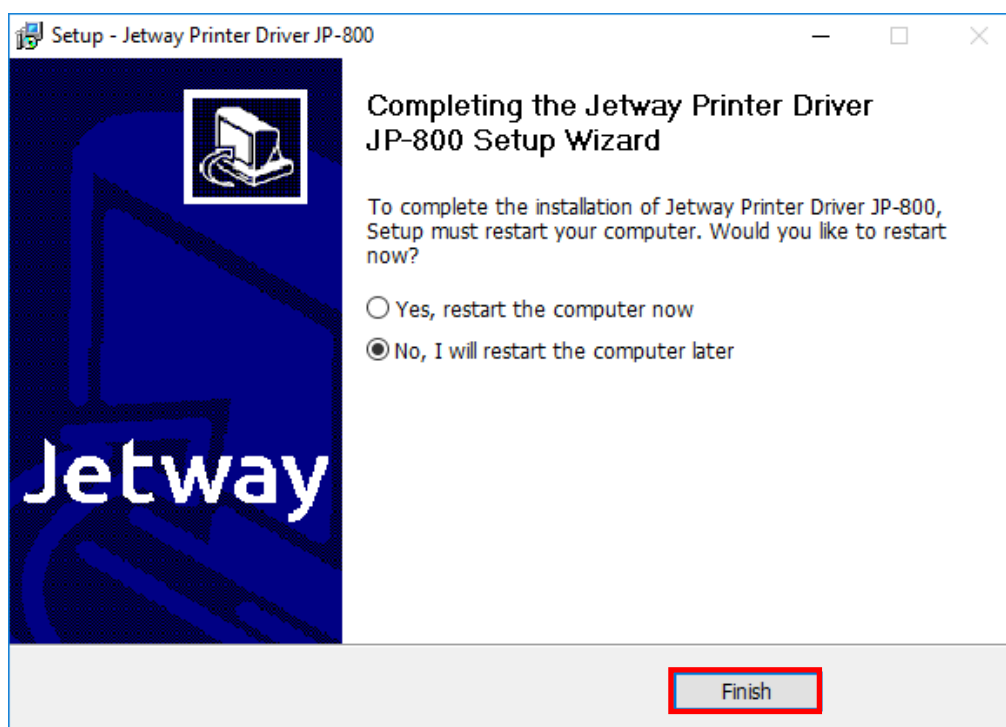 Setup - Jetway Printer Driver JP-800
Completing the Jetway Printer Driver
JP-800 Setup Wizard
To complete the installation of Jetway Printer Driver JP-800,
Setup must restart your computer. Would you like to restart
now?
Yes, restart the computer now
No, I will restart the computer later
Jetway
Finish